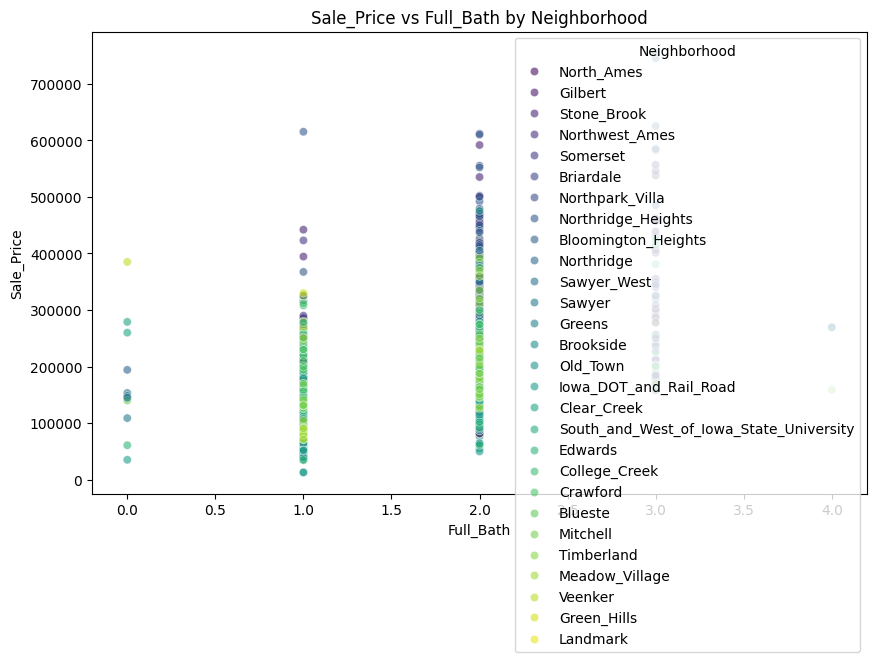 Sale_Price vs Full_Bath by Neighborhood
Neighborhood
North_Ames
Gilbert
Stone_Brook
Northwest_Ames
Somerset
Briardale
Northpark_Villa
Northridge_Heights
Bloomington_Heights
Northridge
Sawyer_West
Sawyer
Greens
Brookside
Old_Town
Iowa_DOT_and_Rail_Road
Clear_Creek
South_and_West_of_Iowa_State_University
Edwards
College_Creek
Crawford
Blueste
Mitchell
Timberland
Meadow_Village
Veenker
Green_Hills
Landmark
Sale_Price
700000
600000
500000
400000
300000
200000
100000
0
0.0 0.5 1.0 1.5 2.0 2.5 3.0 3.5 4.0
Full_Bath